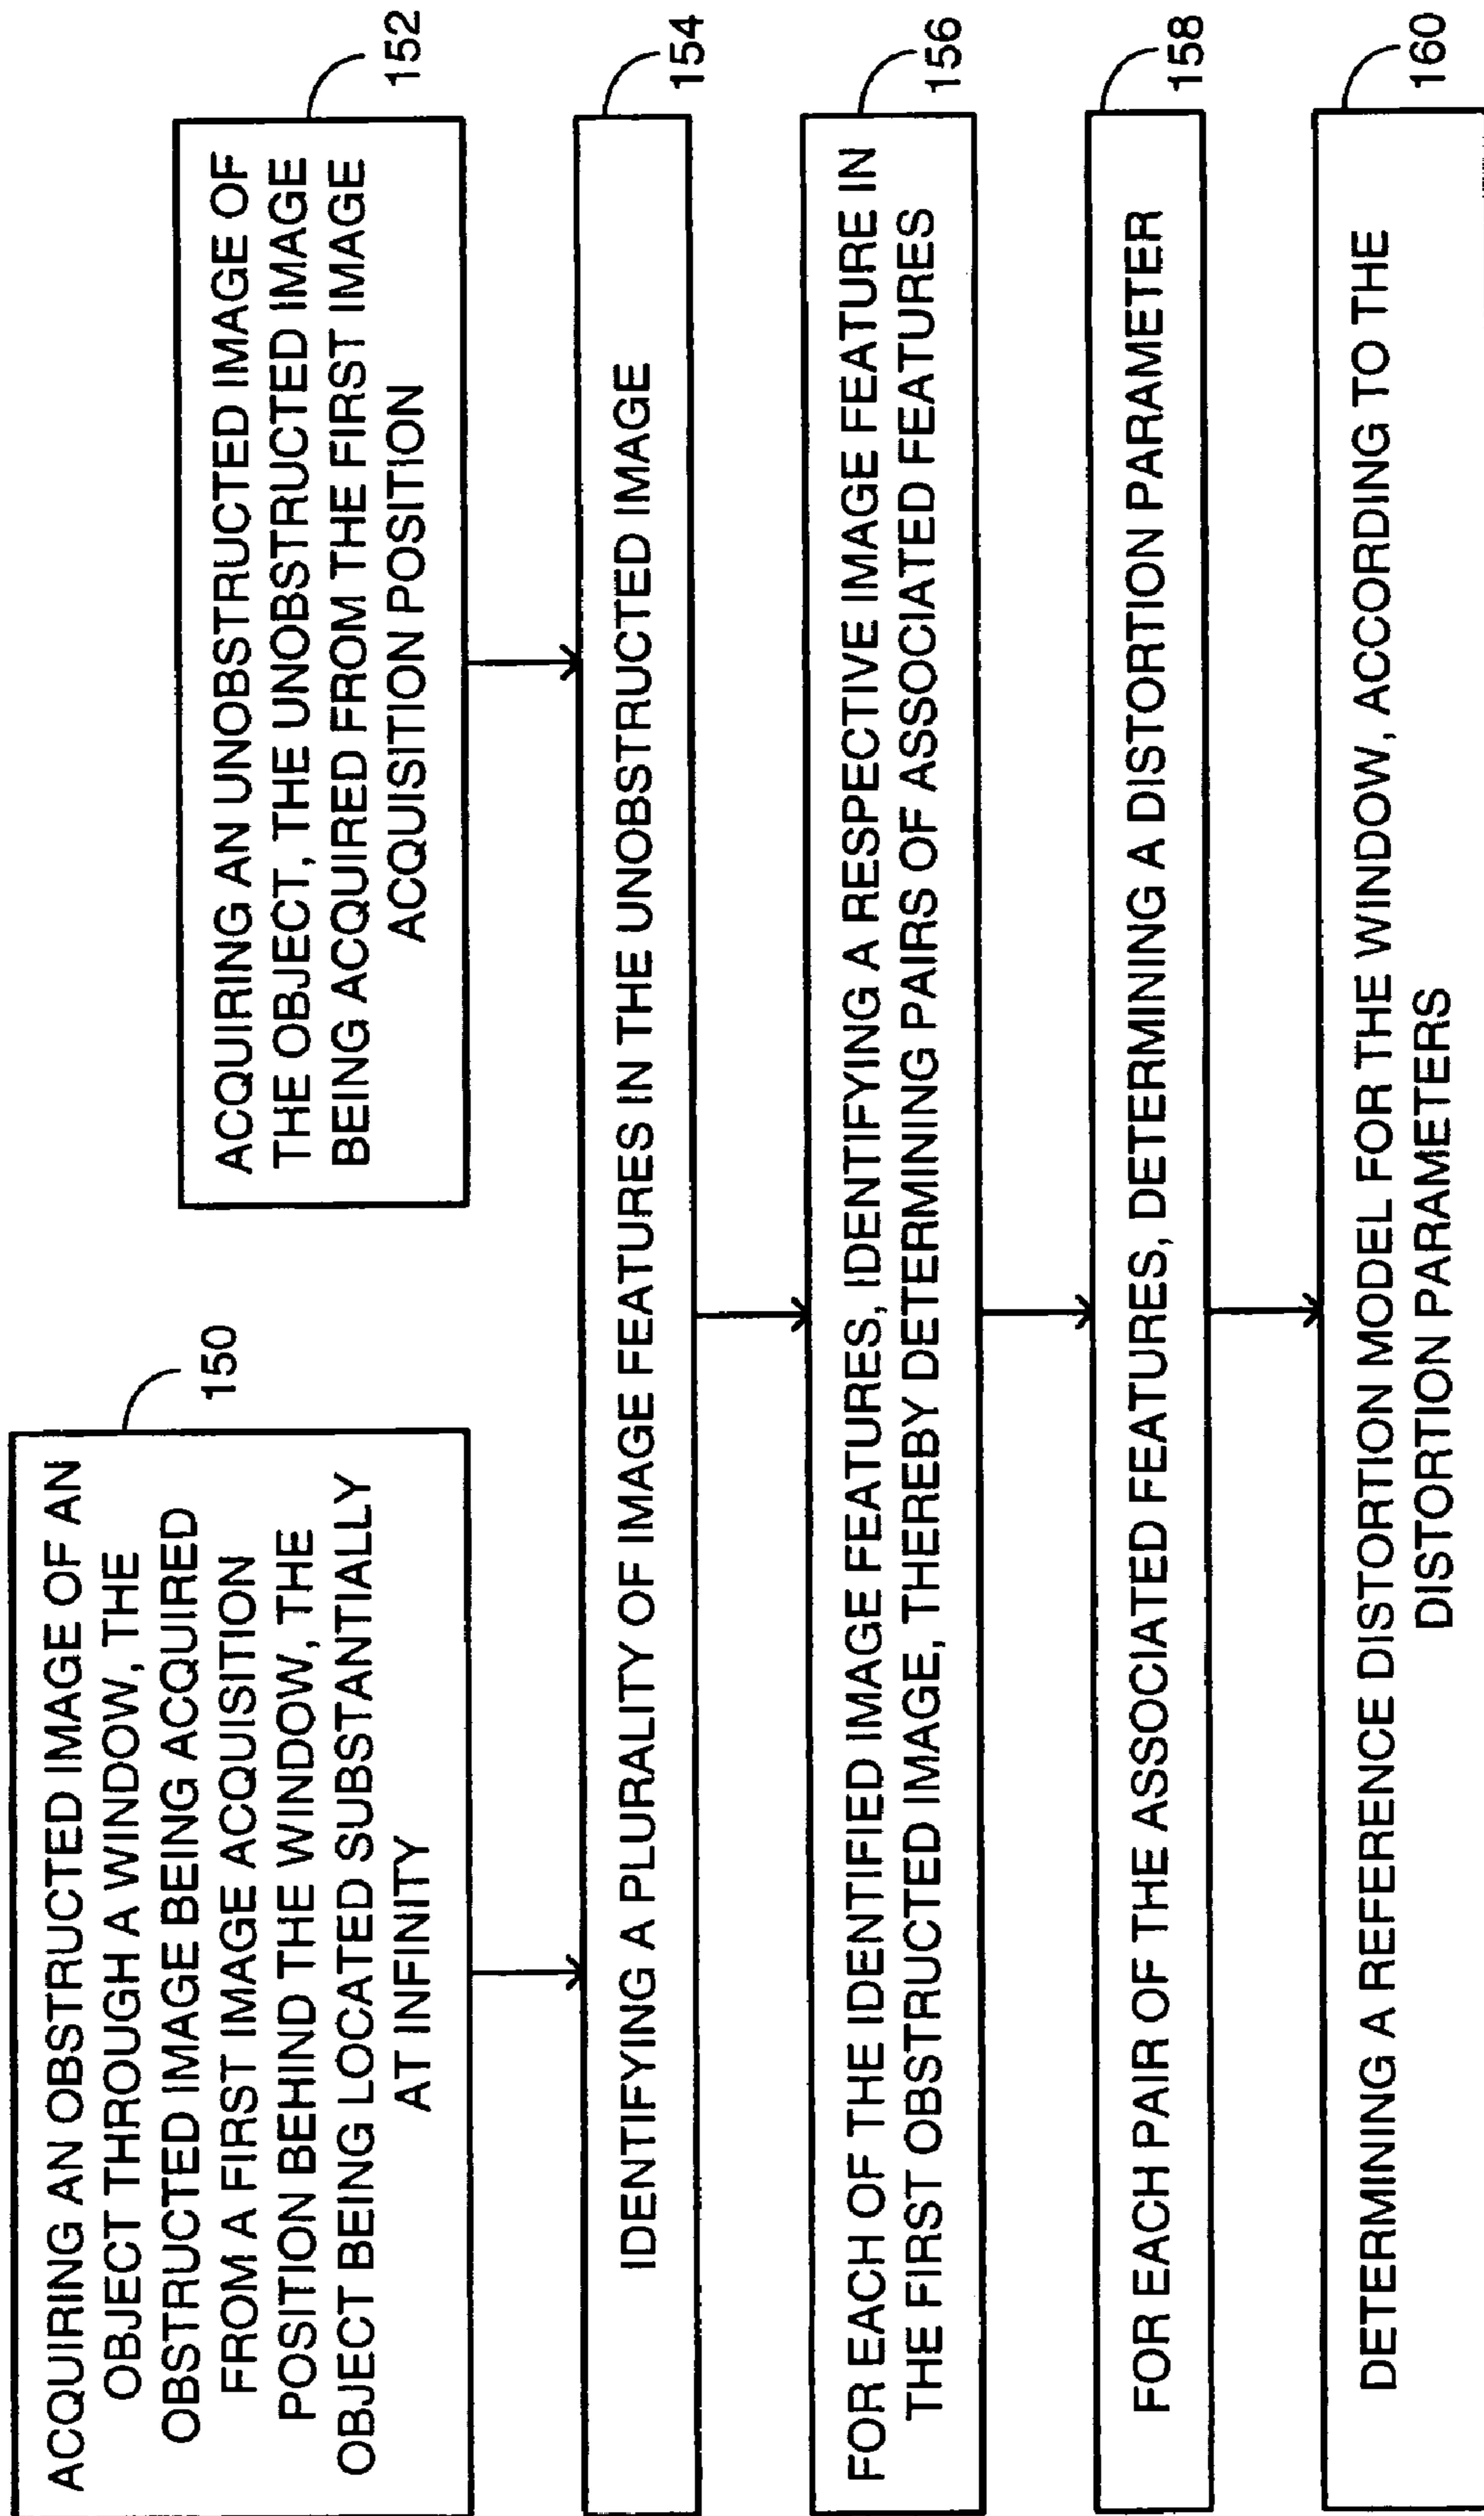 ACQUIRING AN OBSTRUCTED IMAGE OF AN
OBJECT THROUGH A WINDOW, THE
OBSTRUCTED IMAGE BEING ACQUIRED
FROM A FIRST IMAGE ACQUISITION
POSITION BEHIND THE WINDOW, THE
OBJECT BEING LOCATED SUBSTANTIALLY
AT INFINITY
150
ACQUIRING AN UNOBSTRUCTED IMAGE OF
THE OBJECT, THE UNOBSTRUCTED IMAGE
BEING ACQUIRED FROM THE FIRST IMAGE
ACQUISITION POSITION
152
IDENTIFYING A PLURALITY OF IMAGE FEATURES IN THE UNOBSTRUCTED IMAGE
154
FOR EACH OF THE IDENTIFIED IMAGE FEATURES, IDENTIFYING A RESPECTIVE IMAGE FEATURE IN
THE FIRST OBSTRUCTED IMAGE, THEREBY DETERMINING PAIRS OF ASSOCIATED FEATURES
156
FOR EACH PAIR OF THE ASSOCIATED FEATURES, DETERMINING A DISTORTION PARAMETER
158
DETERMINING A REFERENCE DISTORTION MODEL FOR THE WINDOW, ACCORDING TO THE
DISTORTION PARAMETERS
160